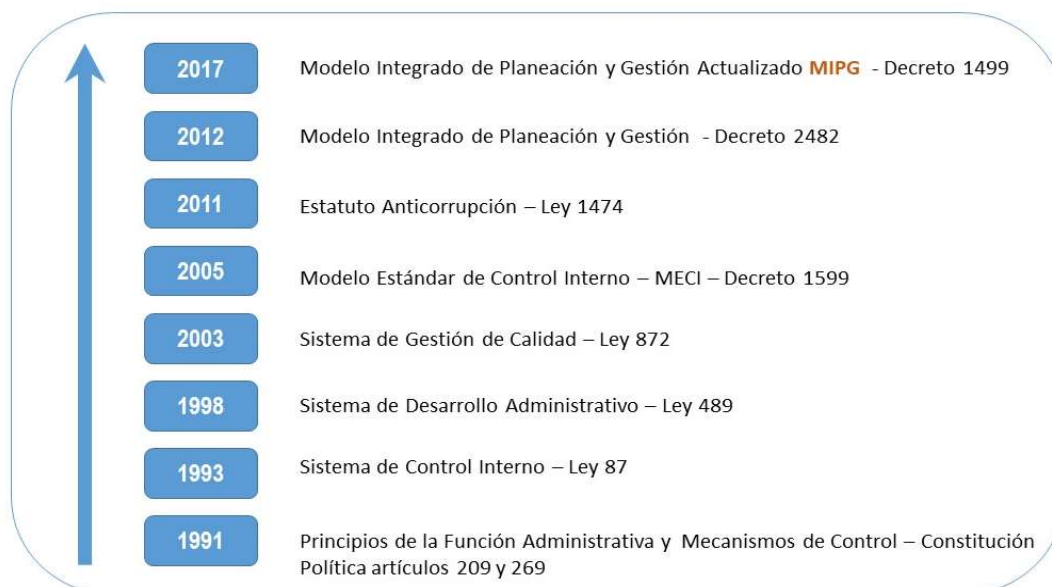 2017
Modelo Integrado de Planeación y Gestión Actualizado MIPG - Decreto 1499
2012
Modelo Integrado de Planeación y Gestión - Decreto 2482
2011
Estatuto Anticorrupción – Ley 1474
2005
Modelo Estándar de Control Interno – MECI – Decreto 1599
2003
Sistema de Gestión de Calidad – Ley 872
1998
Sistema de Desarrollo Administrativo – Ley 489
1993
Sistema de Control Interno – Ley 87
1991
Principios de la Función Administrativa y Mecanismos de Control – Constitución
Política artículos 209 y 269